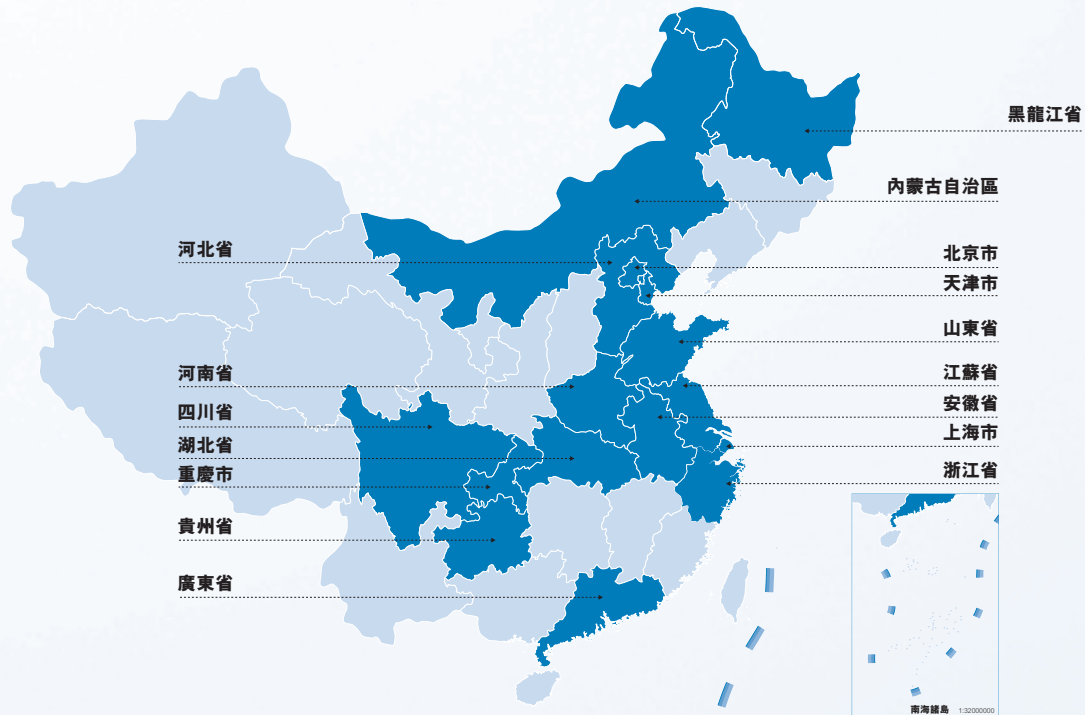 黑龍江省
內蒙古自治區
河北省
北京市
天津市
山東省
河南省
江蘇省
四川省
安徽省
湖北省
上海市
重慶市
浙江省
貴州省
廣東省
南海諸島 1:32000000